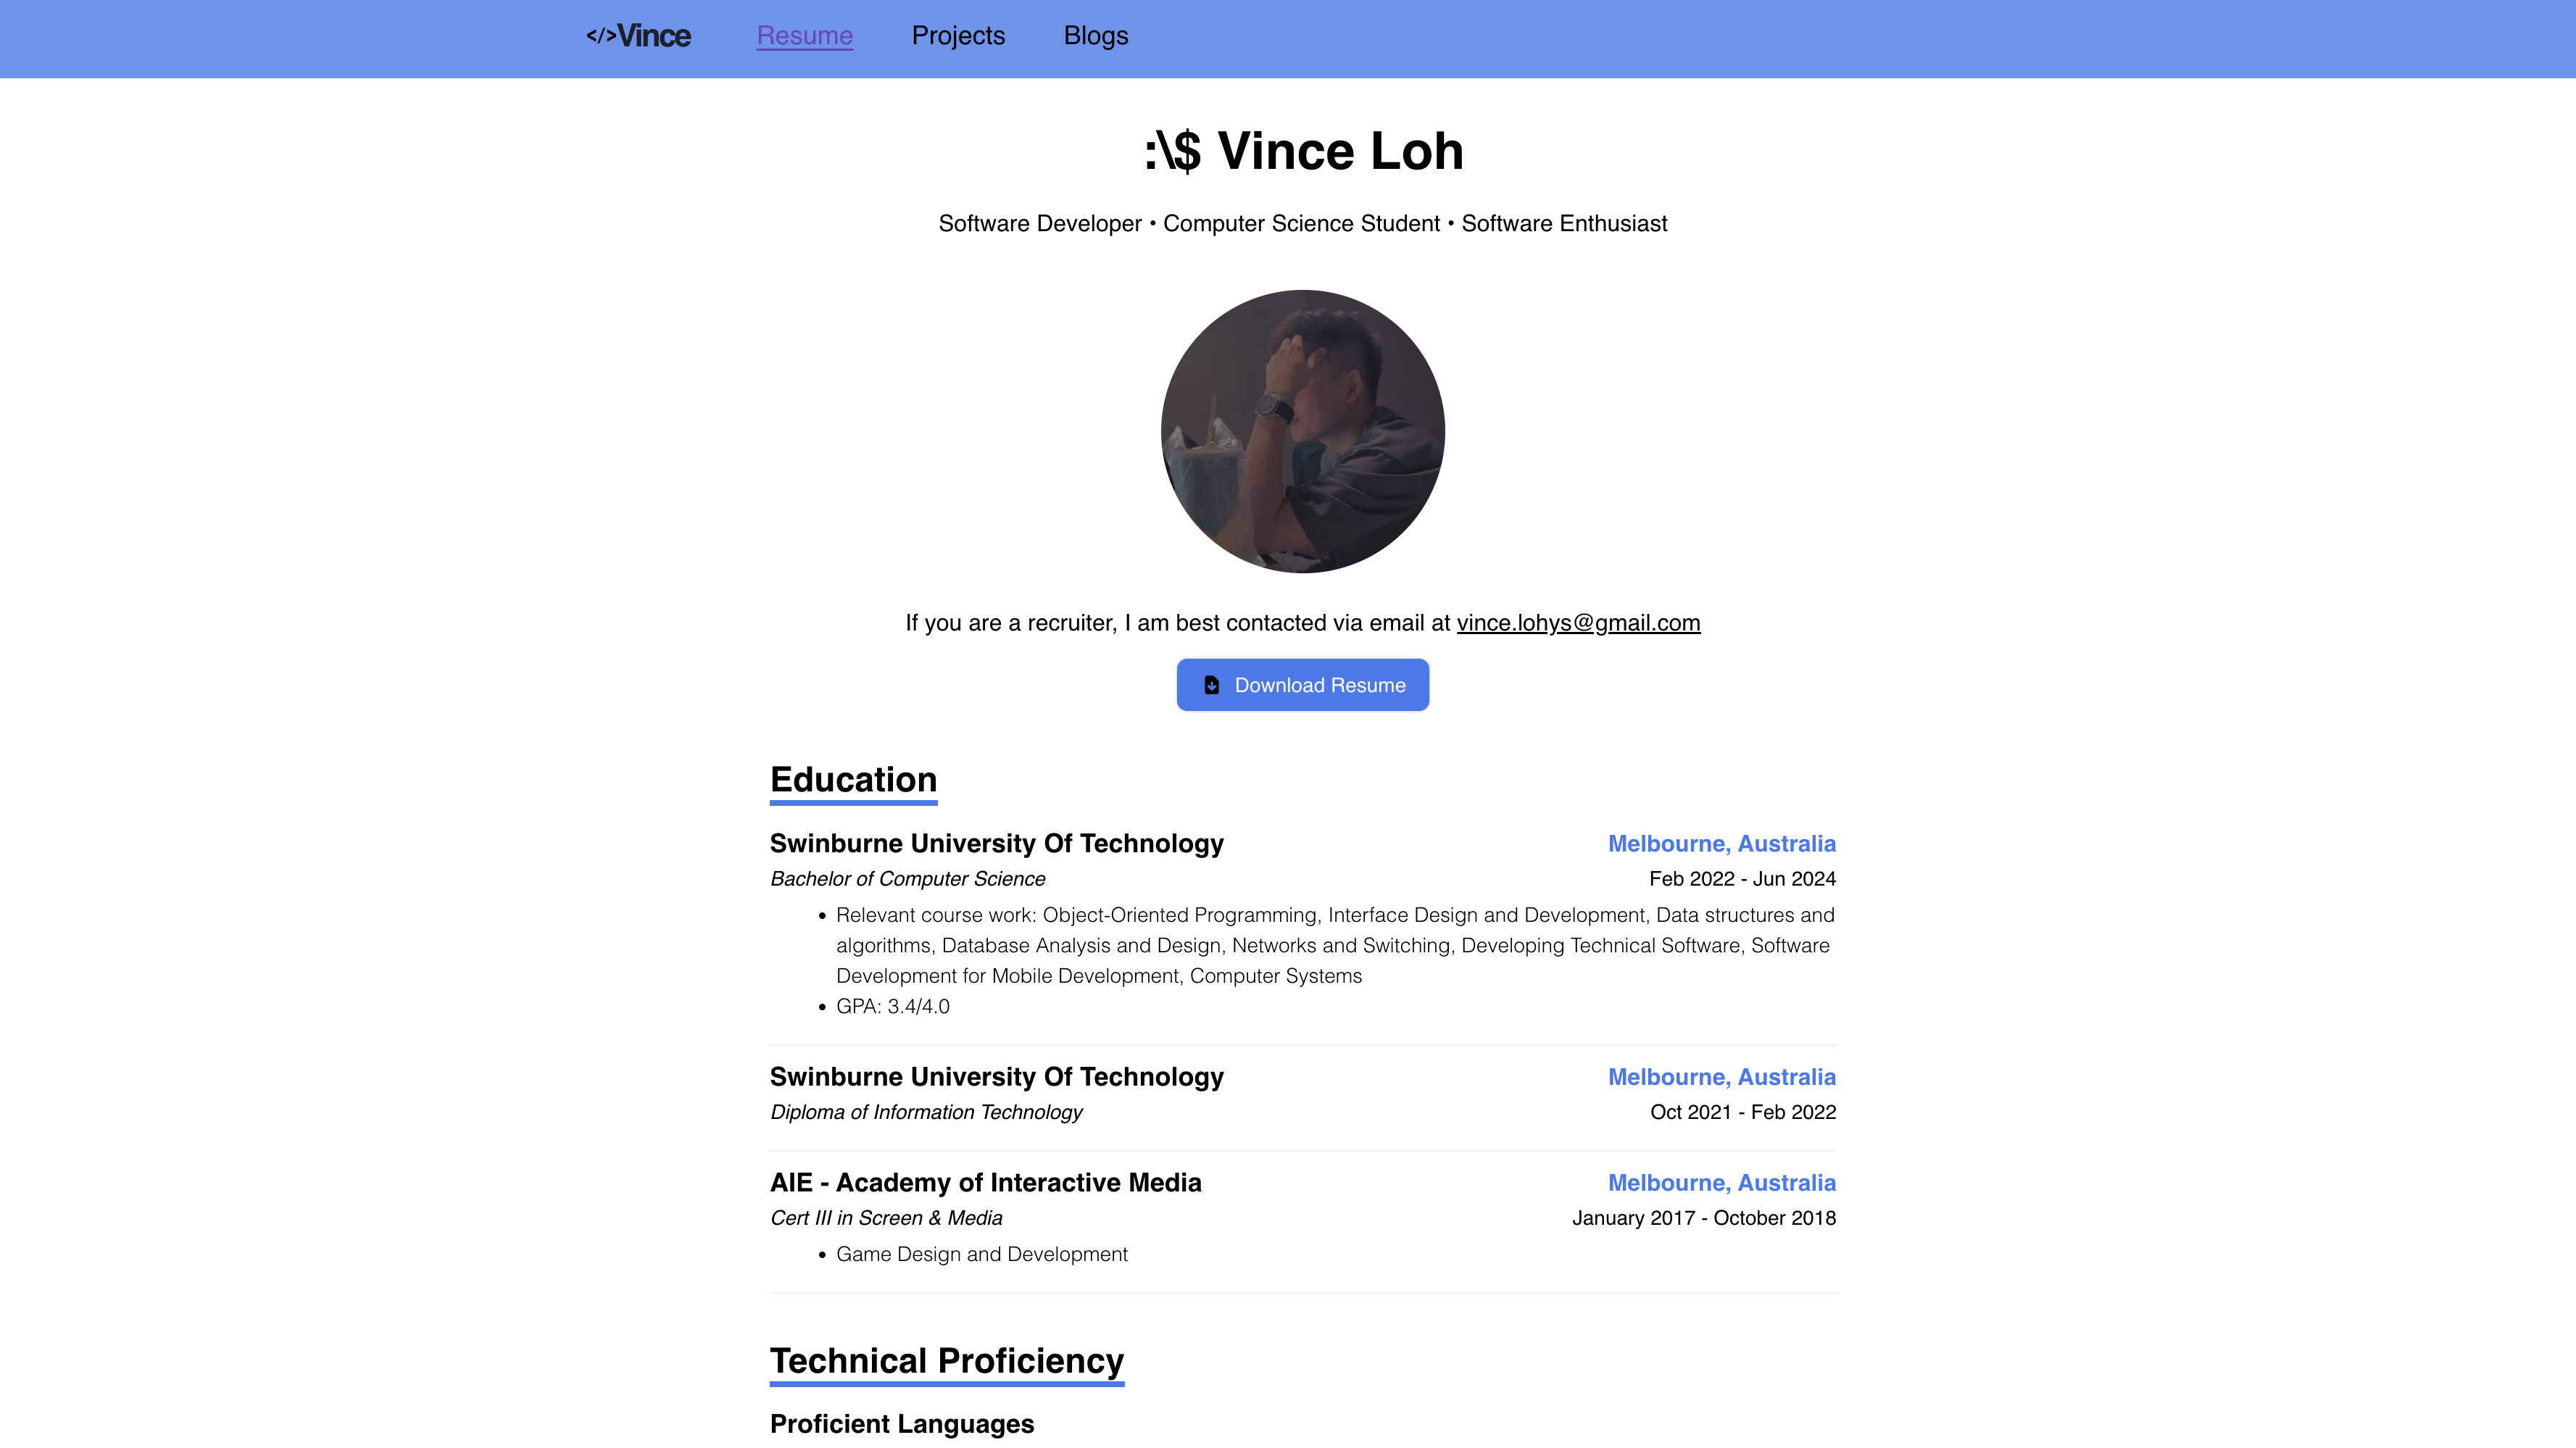 </>Vince Resume Projects Blogs
:\$ Vince Loh
Software Developer • Computer Science Student • Software Enthusiast
If you are a recruiter, I am best contacted via email at vince.lohys@gmail.com
Download Resume
Education
Swinburne University Of Technology Melbourne, Australia
Bachelor of Computer Science Feb 2022 - Jun 2024
• Relevant course work: Object-Oriented Programming, Interface Design and Development, Data structures and
algorithms, Database Analysis and Design, Networks and Switching, Developing Technical Software, Software
Development for Mobile Development, Computer Systems
• GPA: 3.4/4.0
Swinburne University Of Technology Melbourne, Australia
Diploma of Information Technology Oct 2021 - Feb 2022
AIE - Academy of Interactive Media Melbourne, Australia
Cert III in Screen & Media January 2017 - October 2018
• Game Design and Development
Technical Proficiency
Proficient Languages